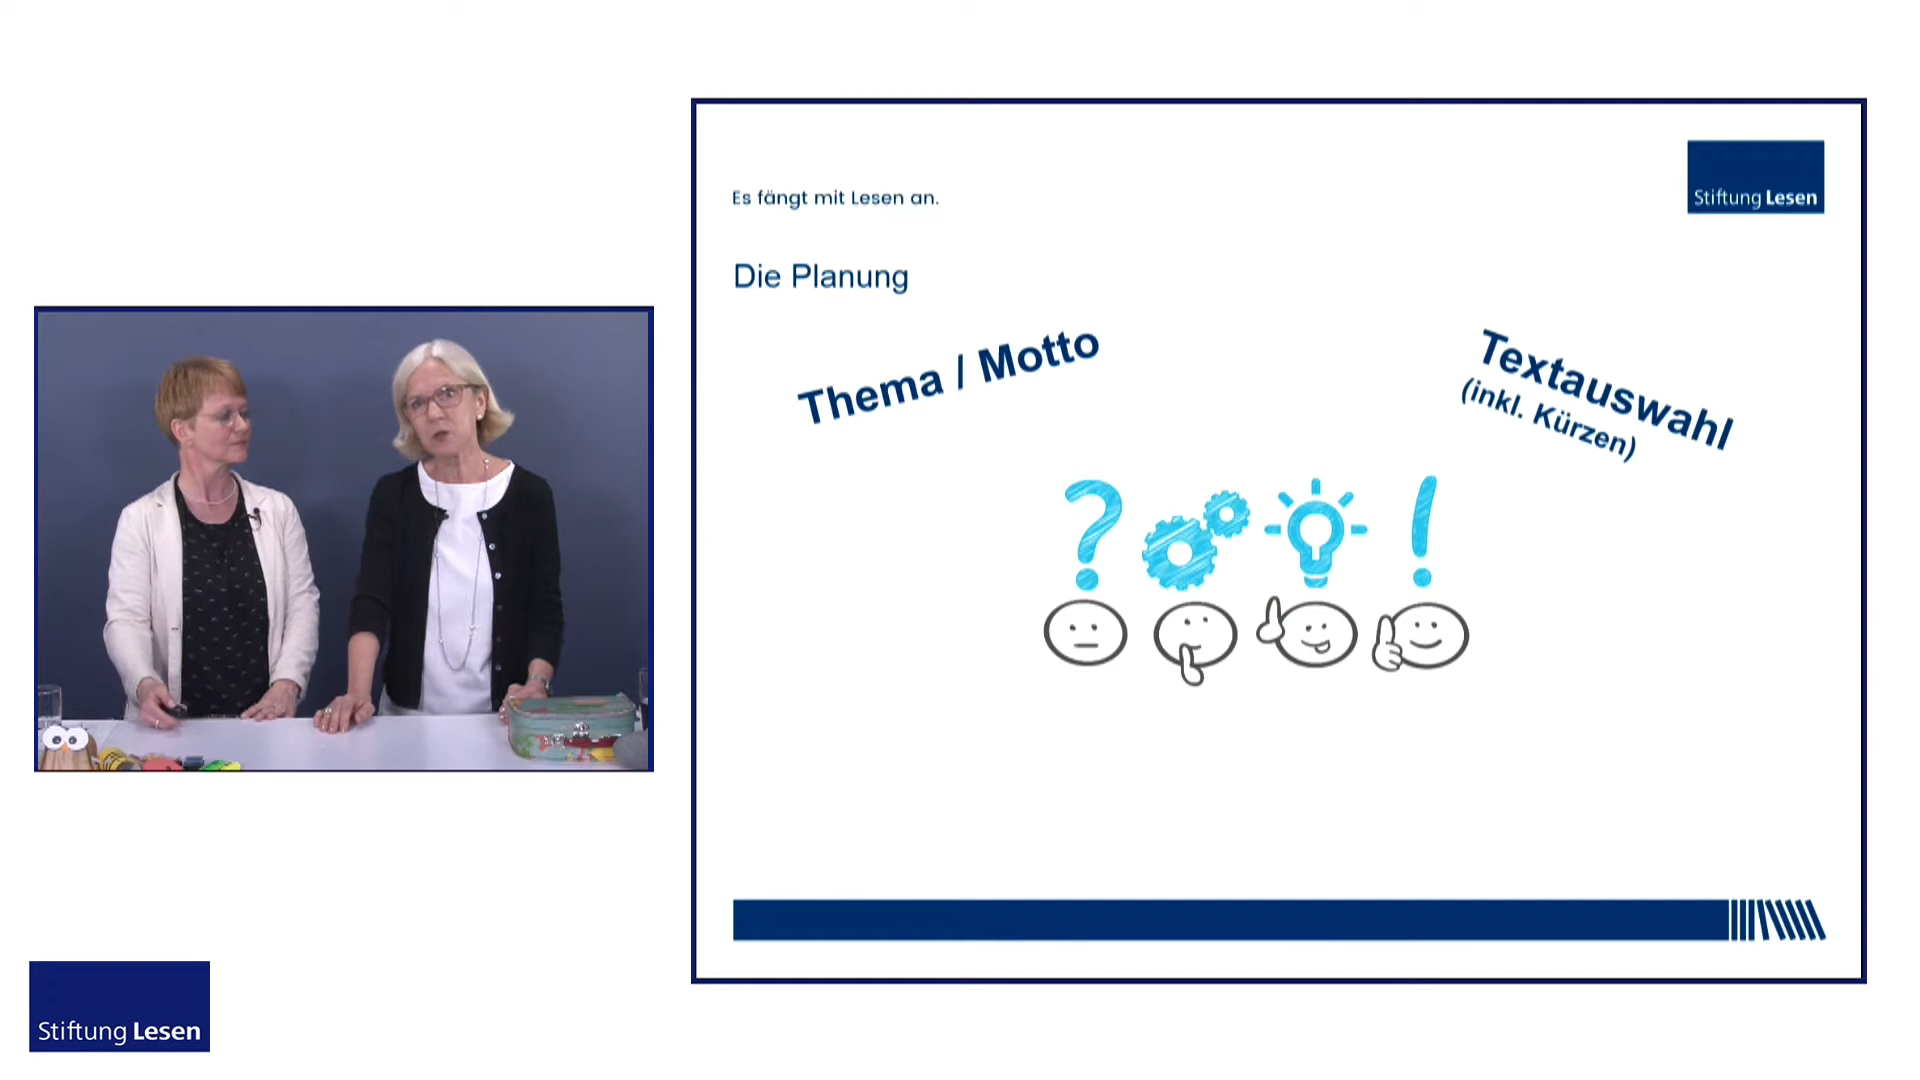 Es fängt mit Lesen an.
Stiftung Lesen
Die Planung
Thema / Motto
Textauswahl
(inkl. Kürzen)
? !
Stiftung Lesen